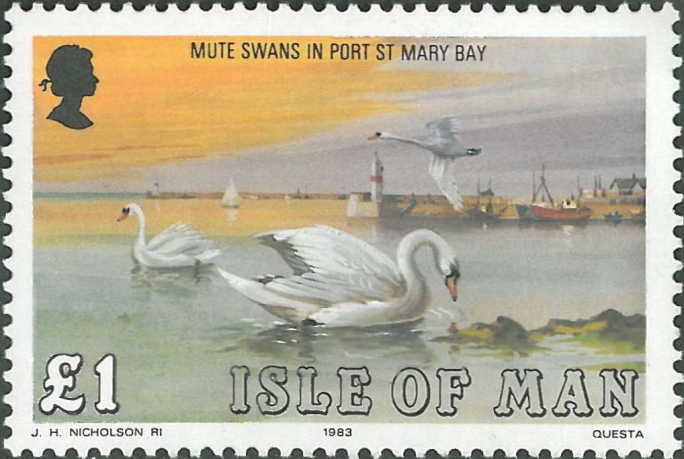 MUTE SWANS IN PORT ST MARY BAY
£1 ISLE OF MAN
J. H. NICHOLSON RI 1983 QUESTA